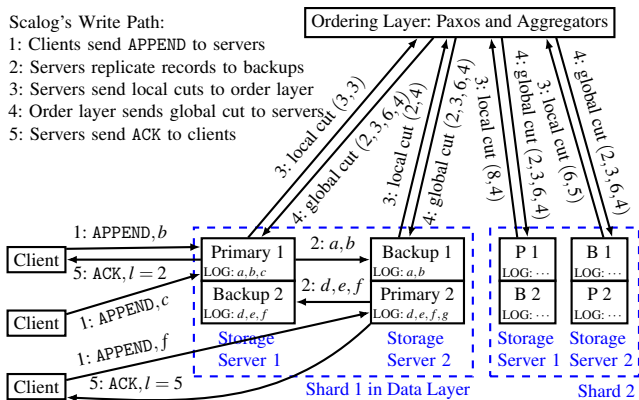 Scalog's Write Path:
1: Clients send APPEND to servers
2: Servers replicate records to backups
3: Servers send local cuts to order layer
4: Order layer sends global cut to servers
5: Servers send ACK to clients
Ordering Layer: Paxos and Aggregators
3: local cut (3,3)
4: global cut (2,3,6,4)
3: local cut (2,4)
4: global cut (2,3,6,4)
3: local cut (8,4)
4: global cut (2,3,6,4)
3: local cut (6,5)
4: global cut (2,3,6,4)
Client
1: APPEND,b
5: ACK, l = 2
Client
1: APPEND,c
Client
1: APPEND, f
5: ACK, l = 5
Primary 1
LOG: a,b,c
Backup 2
LOG: d,e,f
Storage
Server 1
2: a,b
2: d,e,f
Backup 1
LOG: a,b
Primary 2
LOG: d,e,f,g
Storage
Server 2
Shard 1 in Data Layer
P 1
LOG: ···
B 2
LOG: ···
Storage
Server 1
B 1
LOG: ···
P 2
LOG: ···
Storage
Server 2
Shard 2